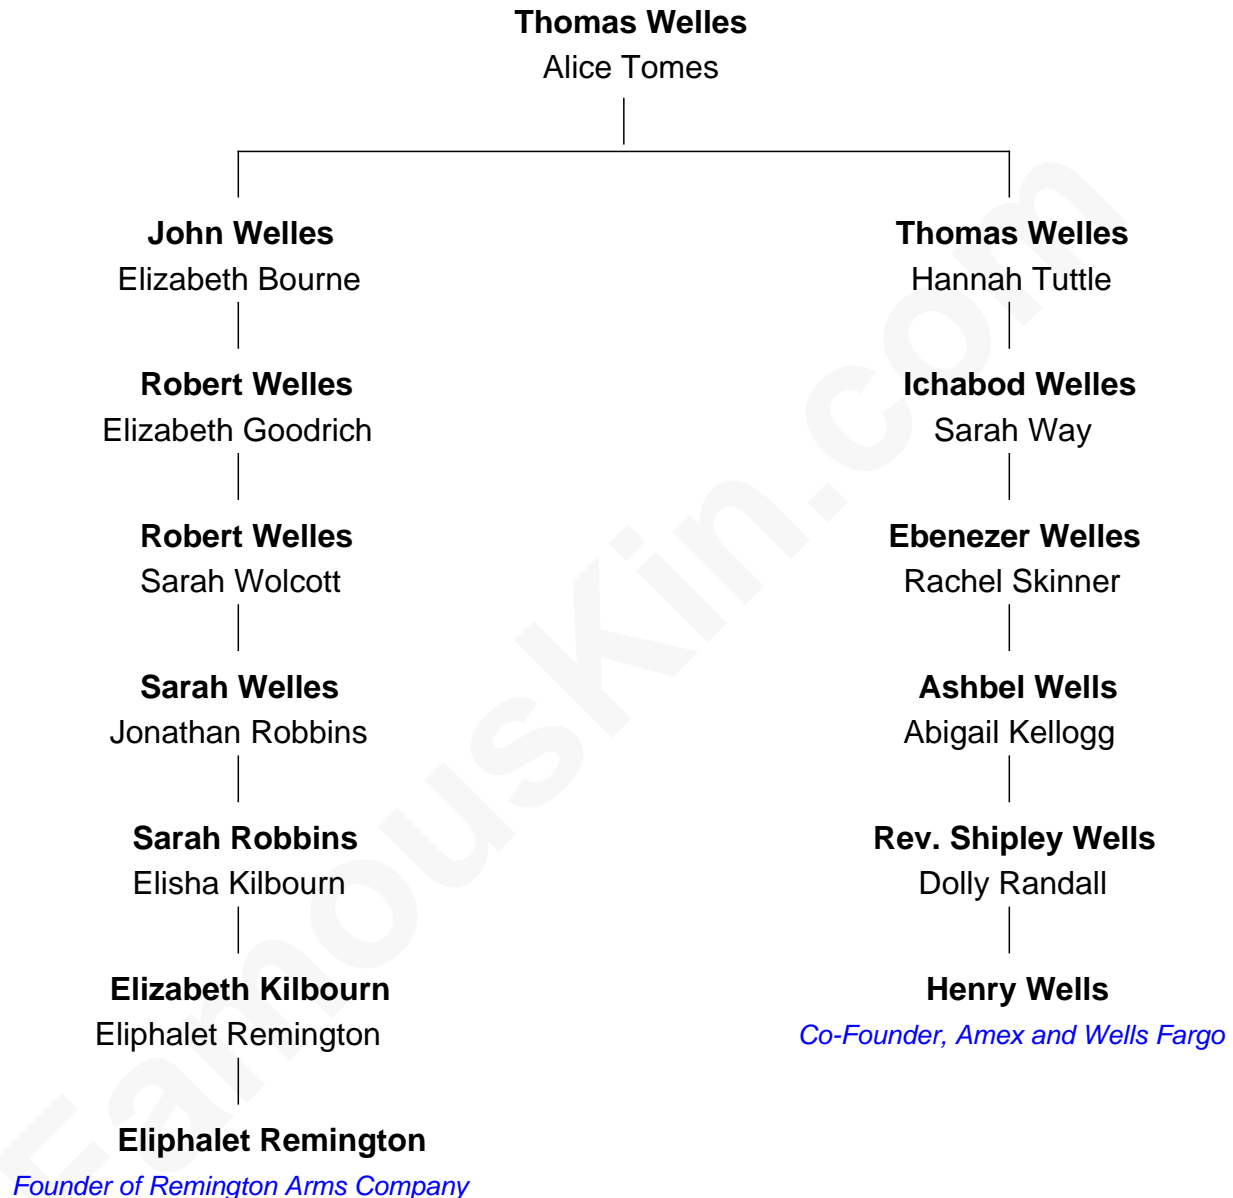 Thomas Welles
Alice Tomes
John Welles
Elizabeth Bourne
Thomas Welles
Hannah Tuttle
Robert Welles
Elizabeth Goodrich
Ichabod Welles
Sarah Way
Robert Welles
Sarah Wolcott
Ebenezer Welles
Rachel Skinner
Sarah Welles
Jonathan Robbins
Ashbel Wells
Abigail Kellogg
Sarah Robbins
Elisha Kilbourn
Rev. Shipley Wells
Dolly Randall
Elizabeth Kilbourn
Eliphalet Remington
Henry Wells
Co-Founder, Amex and Wells Fargo
Eliphalet Remington
Founder of Remington Arms Company
FamousKin.com